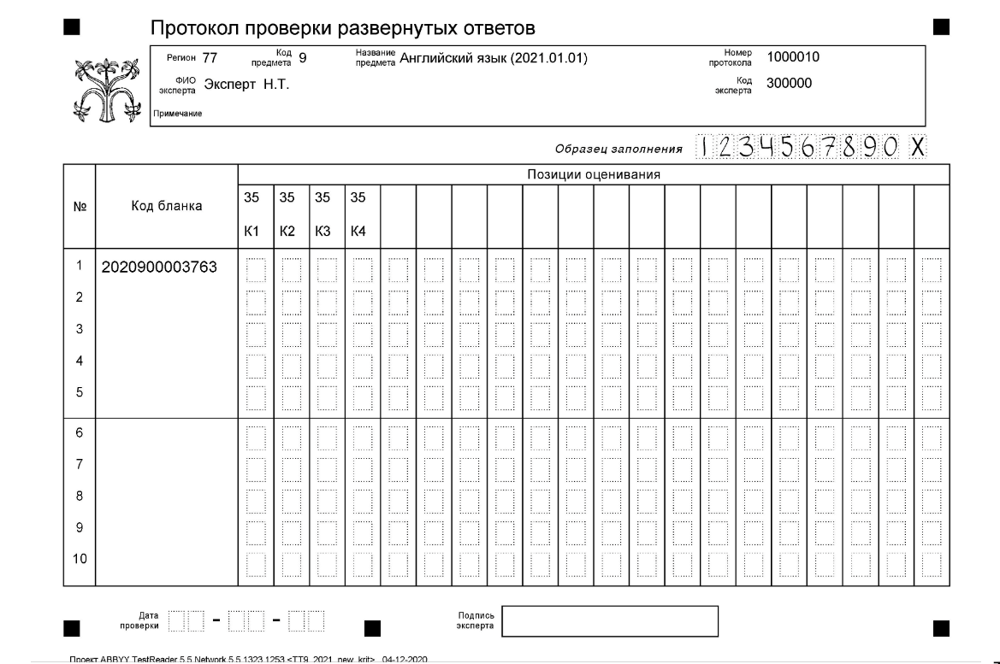 Протокол проверки развернутых ответов
Регион 77 Код предмета 9 Название предмета Английский язык (2021.01.01) Номер протокола 1000010
ФИО эксперта Эксперт Н.Т. Код эксперта 300000
Примечание
Образец заполнения 1 2 3 4 5 6 7 8 9 0 X
№ Код бланка Позиции оценивания
35 35 35 35
К1 К2 К3 К4
1 2020900003763
2
3
4
5
6
7
8
9
10
Дата проверки - - Подпись эксперта
Проект ABBYY TestReader 5.5 Network 5.5.1323.1253 <TT9_2021_new_krit> 04-12-2020